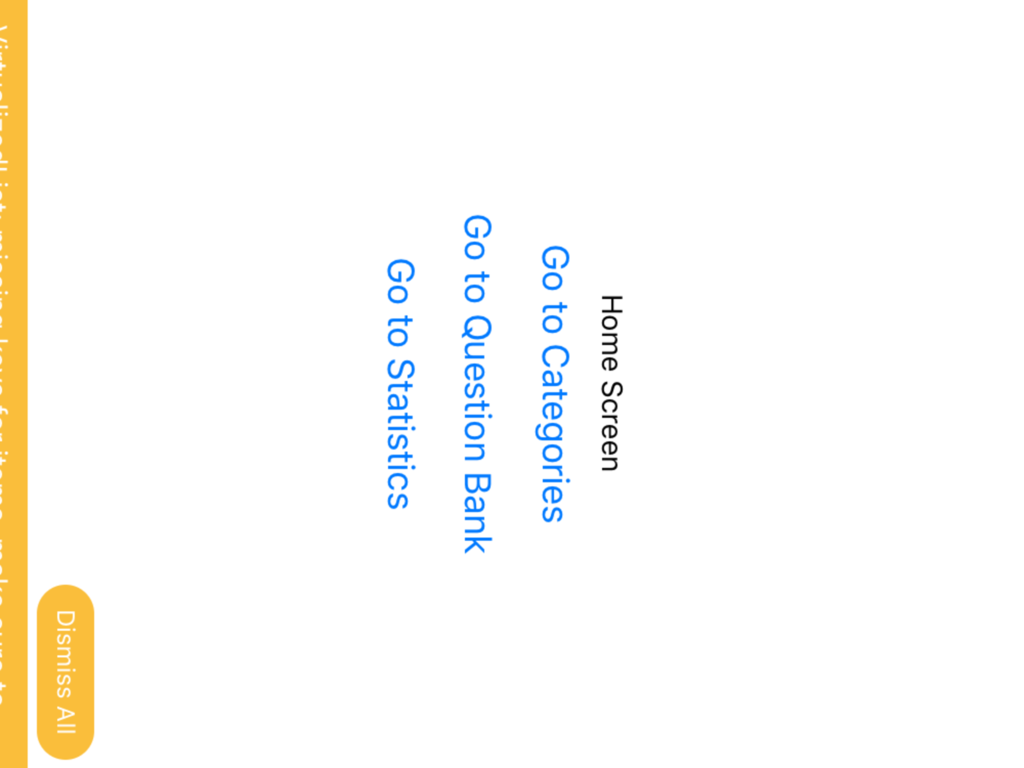 Home Screen
Go to Categories
Go to Question Bank
Go to Statistics
Dismiss All
VirtualizedList: missing keys for items, make sure to